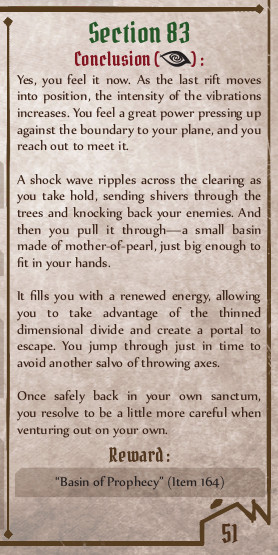 Section 83
Conclusion ( ) :
Yes, you feel it now. As the last rift moves
into position, the intensity of the vibrations
increases. You feel a great power pressing up
against the boundary to your plane, and you
reach out to meet it.
A shock wave ripples across the clearing as
you take hold, sending shivers through the
trees and knocking back your enemies. And
then you pull it through—a small basin
made of mother-of-pearl, just big enough to
fit in your hands.
It fills you with a renewed energy, allowing
you to take advantage of the thinned
dimensional divide and create a portal to
escape. You jump through just in time to
avoid another salvo of throwing axes.
Once safely back in your own sanctum,
you resolve to be a little more careful when
venturing out on your own.
Reward:
"Basin of Prophecy" (Item 164)
51